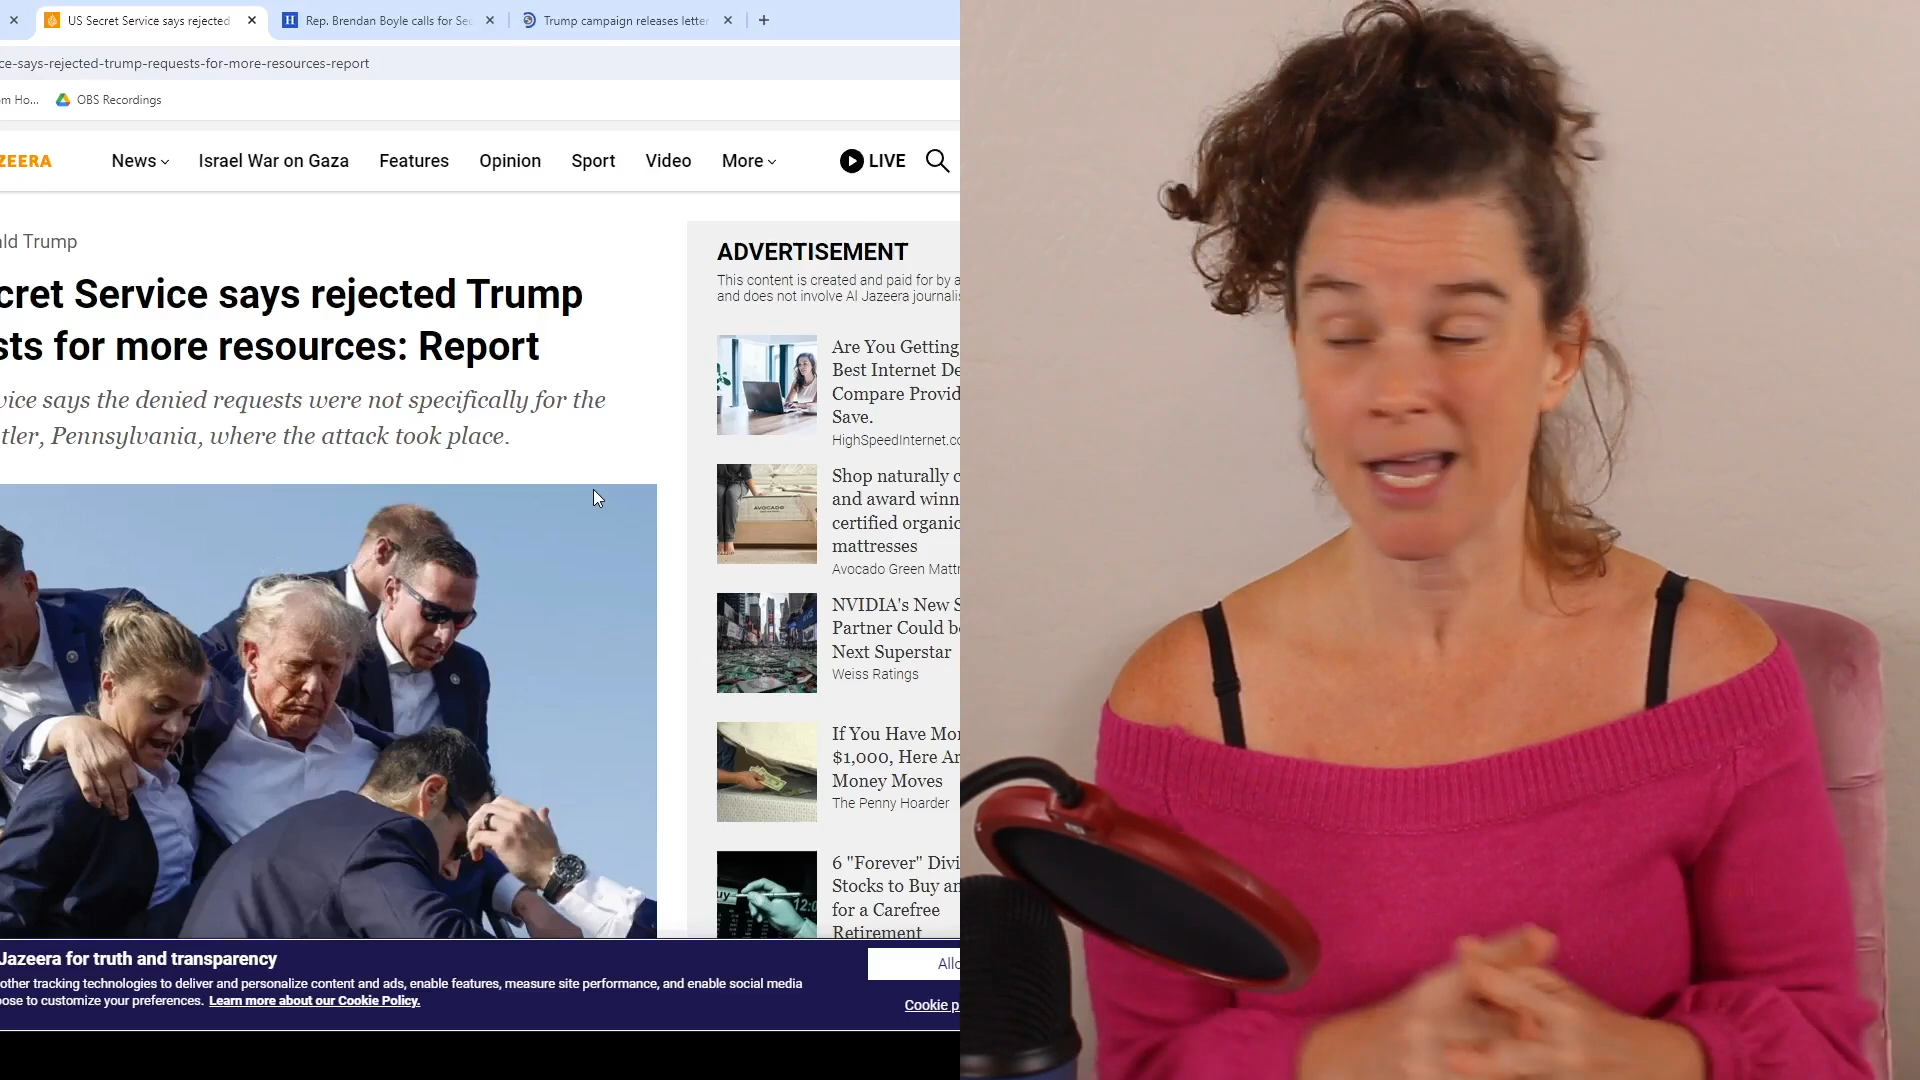 US Secret Service says rejected
Rep. Brendan Boyle calls for Sec
Trump campaign releases letter
ce-says-rejected-trump-requests-for-more-resources-report
m Ho...
OBS Recordings
ZEERA
News
Israel War on Gaza
Features
Opinion
Sport
Video
More
LIVE
ld Trump
cret Service says rejected Trump
sts for more resources: Report
vice says the denied requests were not specifically for the
tler, Pennsylvania, where the attack took place.
ADVERTISEMENT
This content is created and paid for by a
and does not involve Al Jazeera journalis
Are You Getting
Best Internet De
Compare Provid
Save.
HighSpeedInternet.co
Shop naturally c
and award winn
certified organic
mattresses
Avocado Green Mattr
NVIDIA's New S
Partner Could be
Next Superstar
Weiss Ratings
If You Have Mor
$1,000, Here Ar
Money Moves
The Penny Hoarder
6 "Forever" Divi
Stocks to Buy an
for a Carefree
Retirement
Jazeera for truth and transparency
other tracking technologies to deliver and personalize content and ads, enable features, measure site performance, and enable social media
oose to customize your preferences. Learn more about our Cookie Policy.
Allo
Cookie p